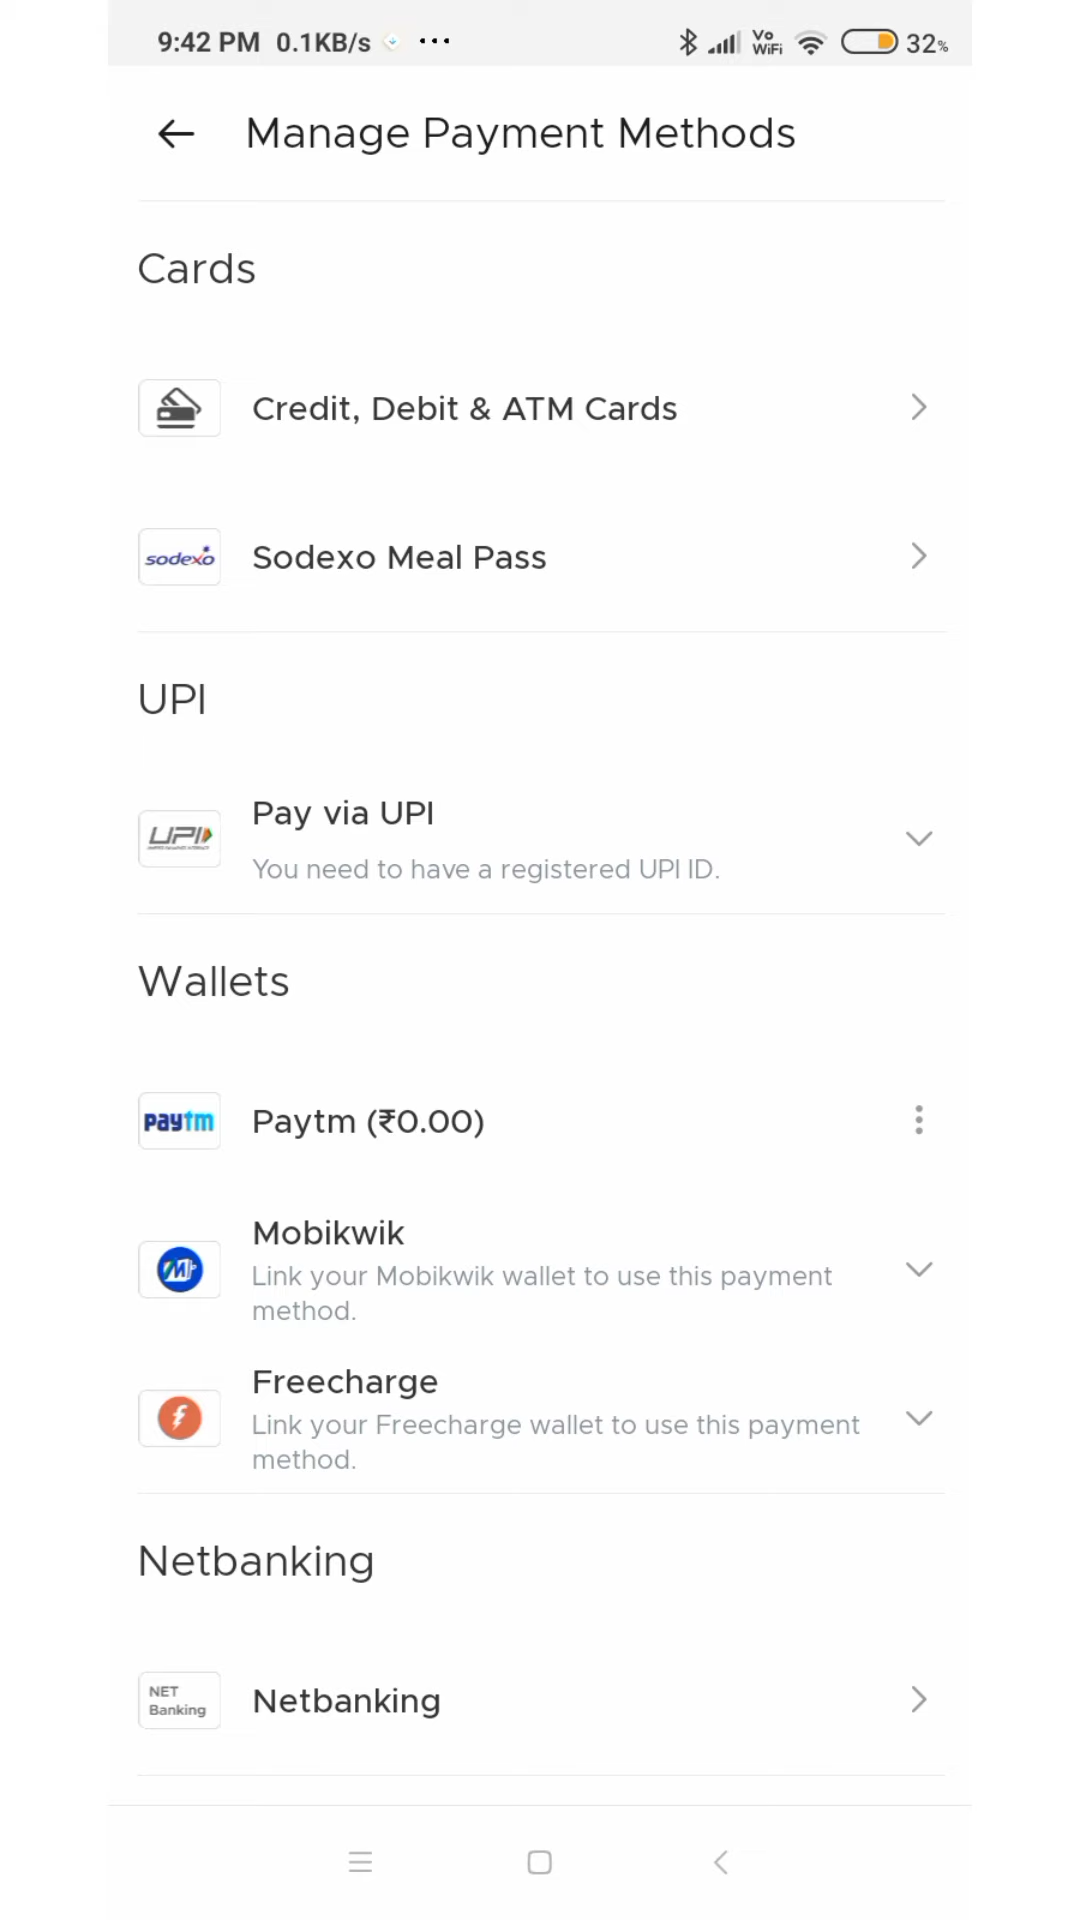 9:42 PM 0.1KB/s ... Vo WiFi 32%
Manage Payment Methods
Cards
Credit, Debit & ATM Cards
sodexo Sodexo Meal Pass
UPI
Pay via UPI
UPI
You need to have a registered UPI ID.
Wallets
paytm Paytm (₹0.00)
Mobikwik
Link your Mobikwik wallet to use this payment
method.
Freecharge
Link your Freecharge wallet to use this payment
method.
Netbanking
NET
Banking
Netbanking